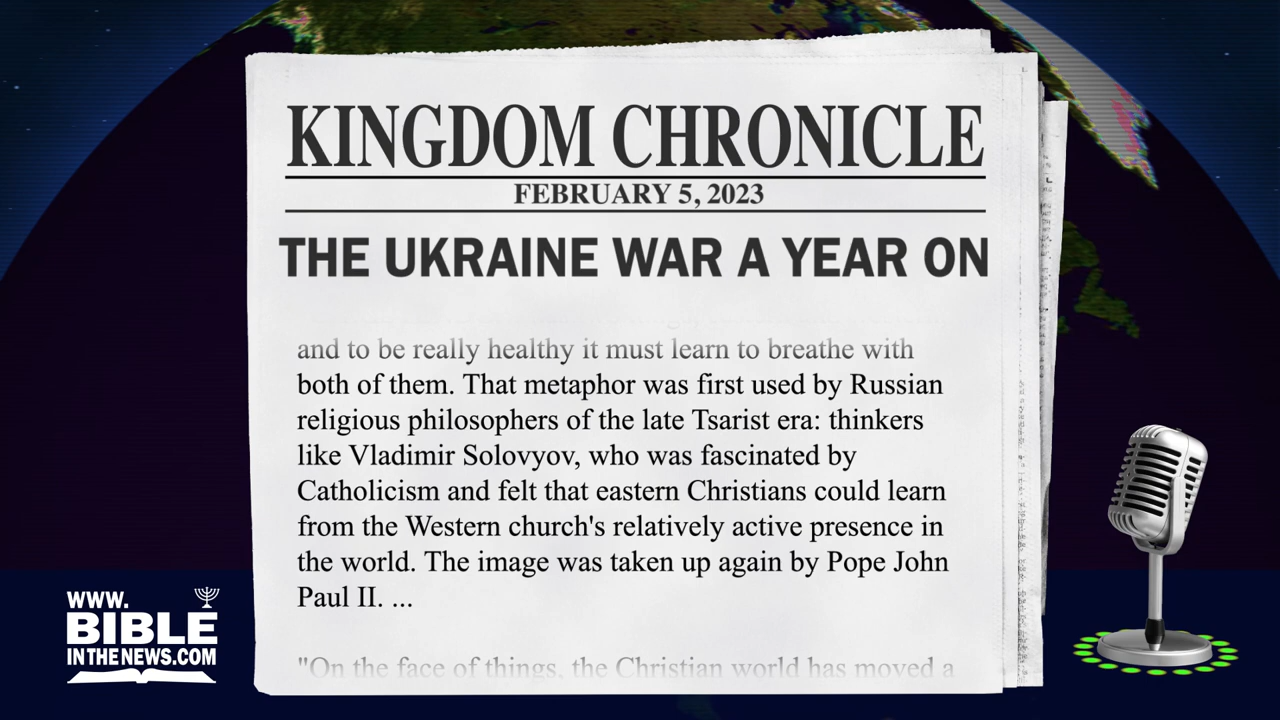 KINGDOM CHRONICLE
FEBRUARY 5, 2023
THE UKRAINE WAR A YEAR ON
and to be really healthy it must learn to breathe with
both of them. That metaphor was first used by Russian
religious philosophers of the late Tsarist era: thinkers
like Vladimir Solovyov, who was fascinated by
Catholicism and felt that eastern Christians could learn
from the Western church's relatively active presence in
the world. The image was taken up again by Pope John
Paul II. ...
"On the face of things, the Christian world has moved a
WWW.
BIBLE
INTHENEWS.COM